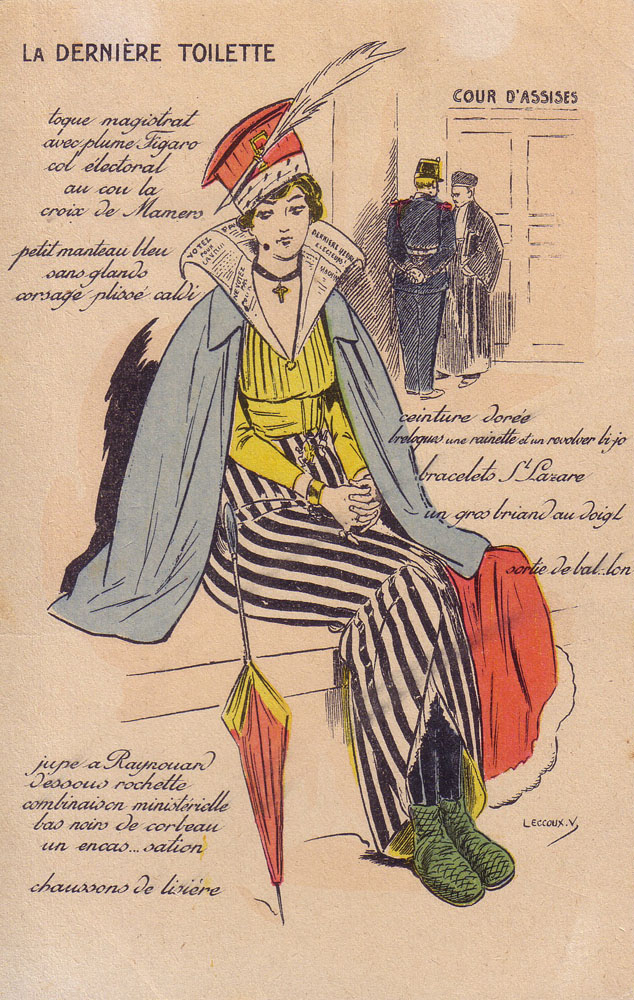 LA DERNIÈRE TOILETTE
COUR D'ASSISES
toque magistrat
avec plume Figaro
col électoral
au cou la
croix de Mamers
petit manteau bleu
sans glands
corsage plissé caldi
VOTEZ
POUR
DERNIÈRE HEURE
ceinture dorée
breloques une rainette et un revolver bi-jo
bracelets St Lazare
un gros briand au doigt
sortie de bal..lon
jupe a Raynouard
dessous rochette
combinaison ministérielle
bas noirs de corbeau
un encas... sation
chaussons de lisiére
LECCOUX.V